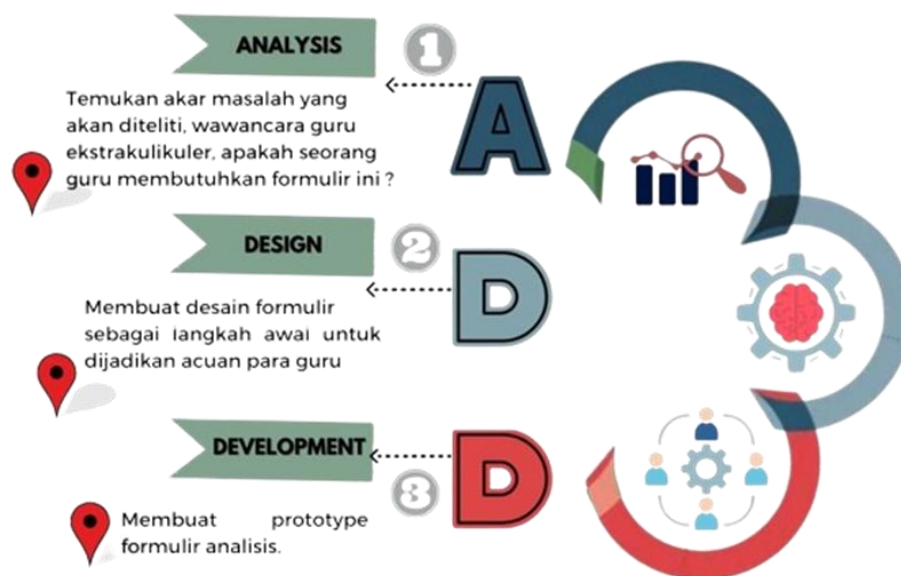 ANALYSIS
1
A
Temukan akar masalah yang
akan diteliti, wawancara guru
ekstrakulikuler, apakah seorang
guru membutuhkan formulir ini ?
DESIGN
2
D
Membuat desain formulir
sebagai langkah awal untuk
dijadikan acuan para guru
DEVELOPMENT
3
D
Membuat prototype
formulir analisis.